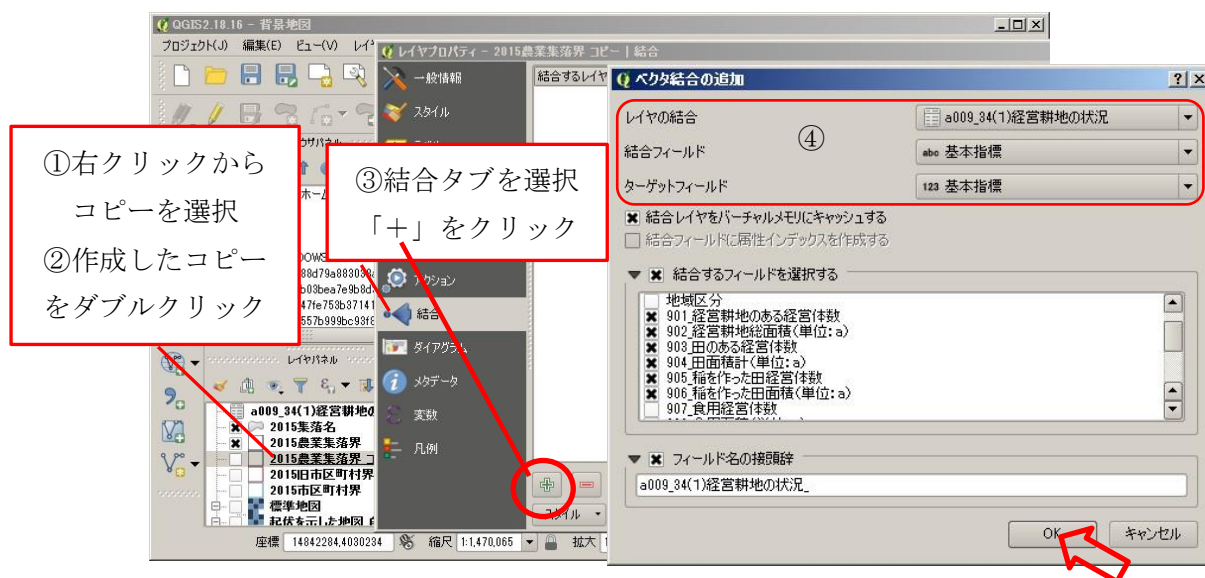 QGIS2.18.16 - 背景地図
プロジェクト(J) 編集(E) ビュー(V)
レイヤプロパティ - 2015農業集落界 コピー | 結合
一般情報
結合するレイヤ
スタイル
①右クリックから
コピーを選択
②作成したコピー
をダブルクリック
③結合タブを選択
「+」をクリック
アクション
結合
ダイアグラム
メタデータ
変数
凡例
レイヤパネル
a009_34(1)経営耕地の
2015集落名
2015農業集落界
2015農業集落界 コ
2015旧市区町村界
2015市区町村界
標準地図
起伏を示した地図
スタイル
座標 14842284,4030234 縮尺 1:1,470,065 拡大
ベクタ結合の追加
レイヤの結合 a009_34(1)経営耕地の状況
④
結合フィールド abc 基本指標
ターゲットフィールド 123 基本指標
結合レイヤをバーチャルメモリにキャッシュする
結合フィールドに属性インデックスを作成する
結合するフィールドを選択する
地域区分
901_経営耕地のある経営体数
902_経営耕地総面積(単位:a)
903_田のある経営体数
904_田面積計(単位:a)
905_稲を作った田経営体数
906_稲を作った田面積(単位:a)
907_食用経営体数
フィールド名の接頭辞
a009_34(1)経営耕地の状況_
OK キャンセル